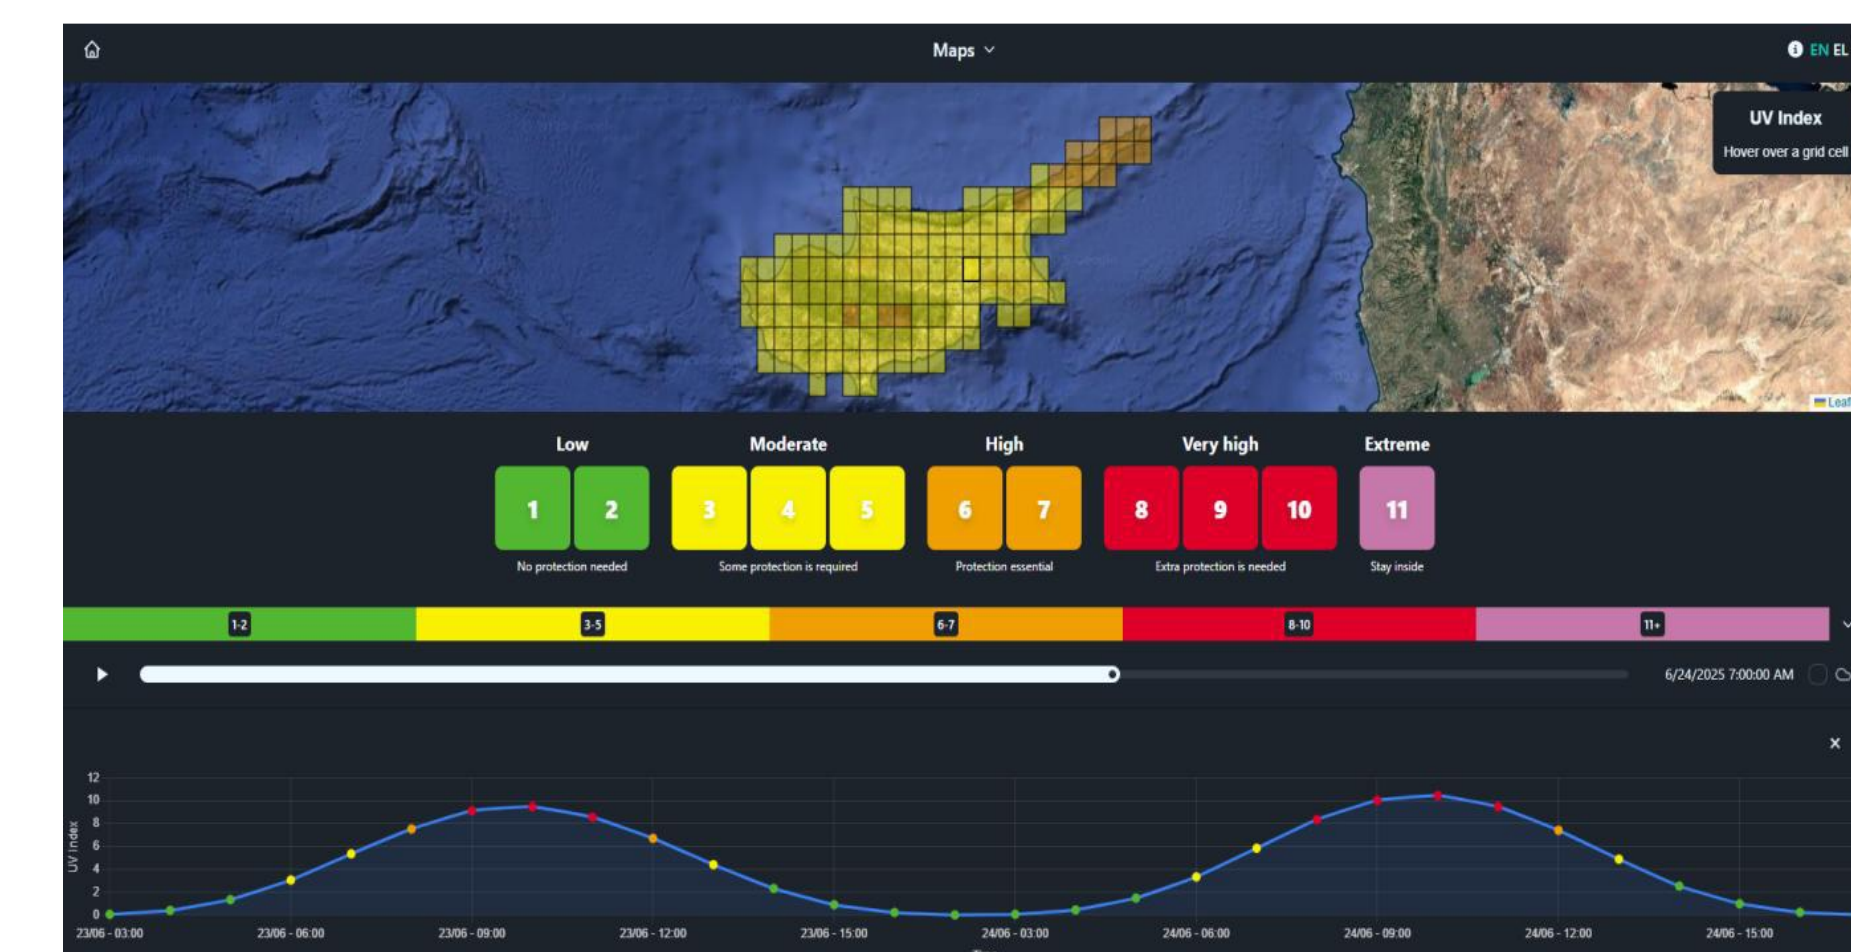 Maps
EN EL
UV Index
Hover over a grid cell
Low Moderate High Very high Extreme
1 2 3 4 5 6 7 8 9 10 11
No protection needed Some protection is required Protection essential Extra protection is needed Stay inside
1-2 3-5 6-7 8-10 11+
6/24/2025 7:00:00 AM
12
10
8
6
4
2
0
UV Index
23/06 - 03:00 23/06 - 06:00 23/06 - 09:00 23/06 - 12:00 23/06 - 15:00 24/06 - 03:00 24/06 - 06:00 24/06 - 09:00 24/06 - 12:00 24/06 - 15:00